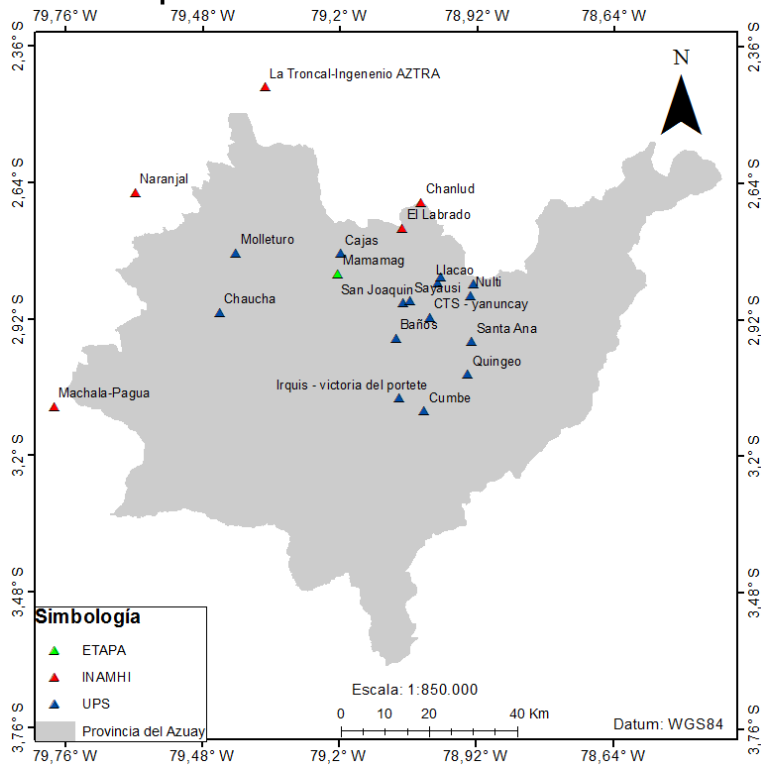 79,76° W 79,48° W 79,2° W 78,92° W 78,64° W
2,36° S 2,36° S
N
La Troncal-Ingenenio AZTRA
2,64° S 2,64° S
Naranjal
Chanlud
El Labrado
Molleturo
Cajas
Mamamag
Llacao
Nulti
San Joaquin
Sayausi
Chaucha
CTS - yanuncay
2,92° S 2,92° S
Baños
Santa Ana
Quingeo
Irquis - victoria del portete
Machala-Pagua
Cumbe
3,2° S 3,2° S
3,48° S 3,48° S
Simbología
ETAPA
INAMHI
UPS
Provincia del Azuay
Escala: 1:850.000
0 10 20 40 Km
Datum: WGS84
3,76° S 3,76° S
79,76° W 79,48° W 79,2° W 78,92° W 78,64° W